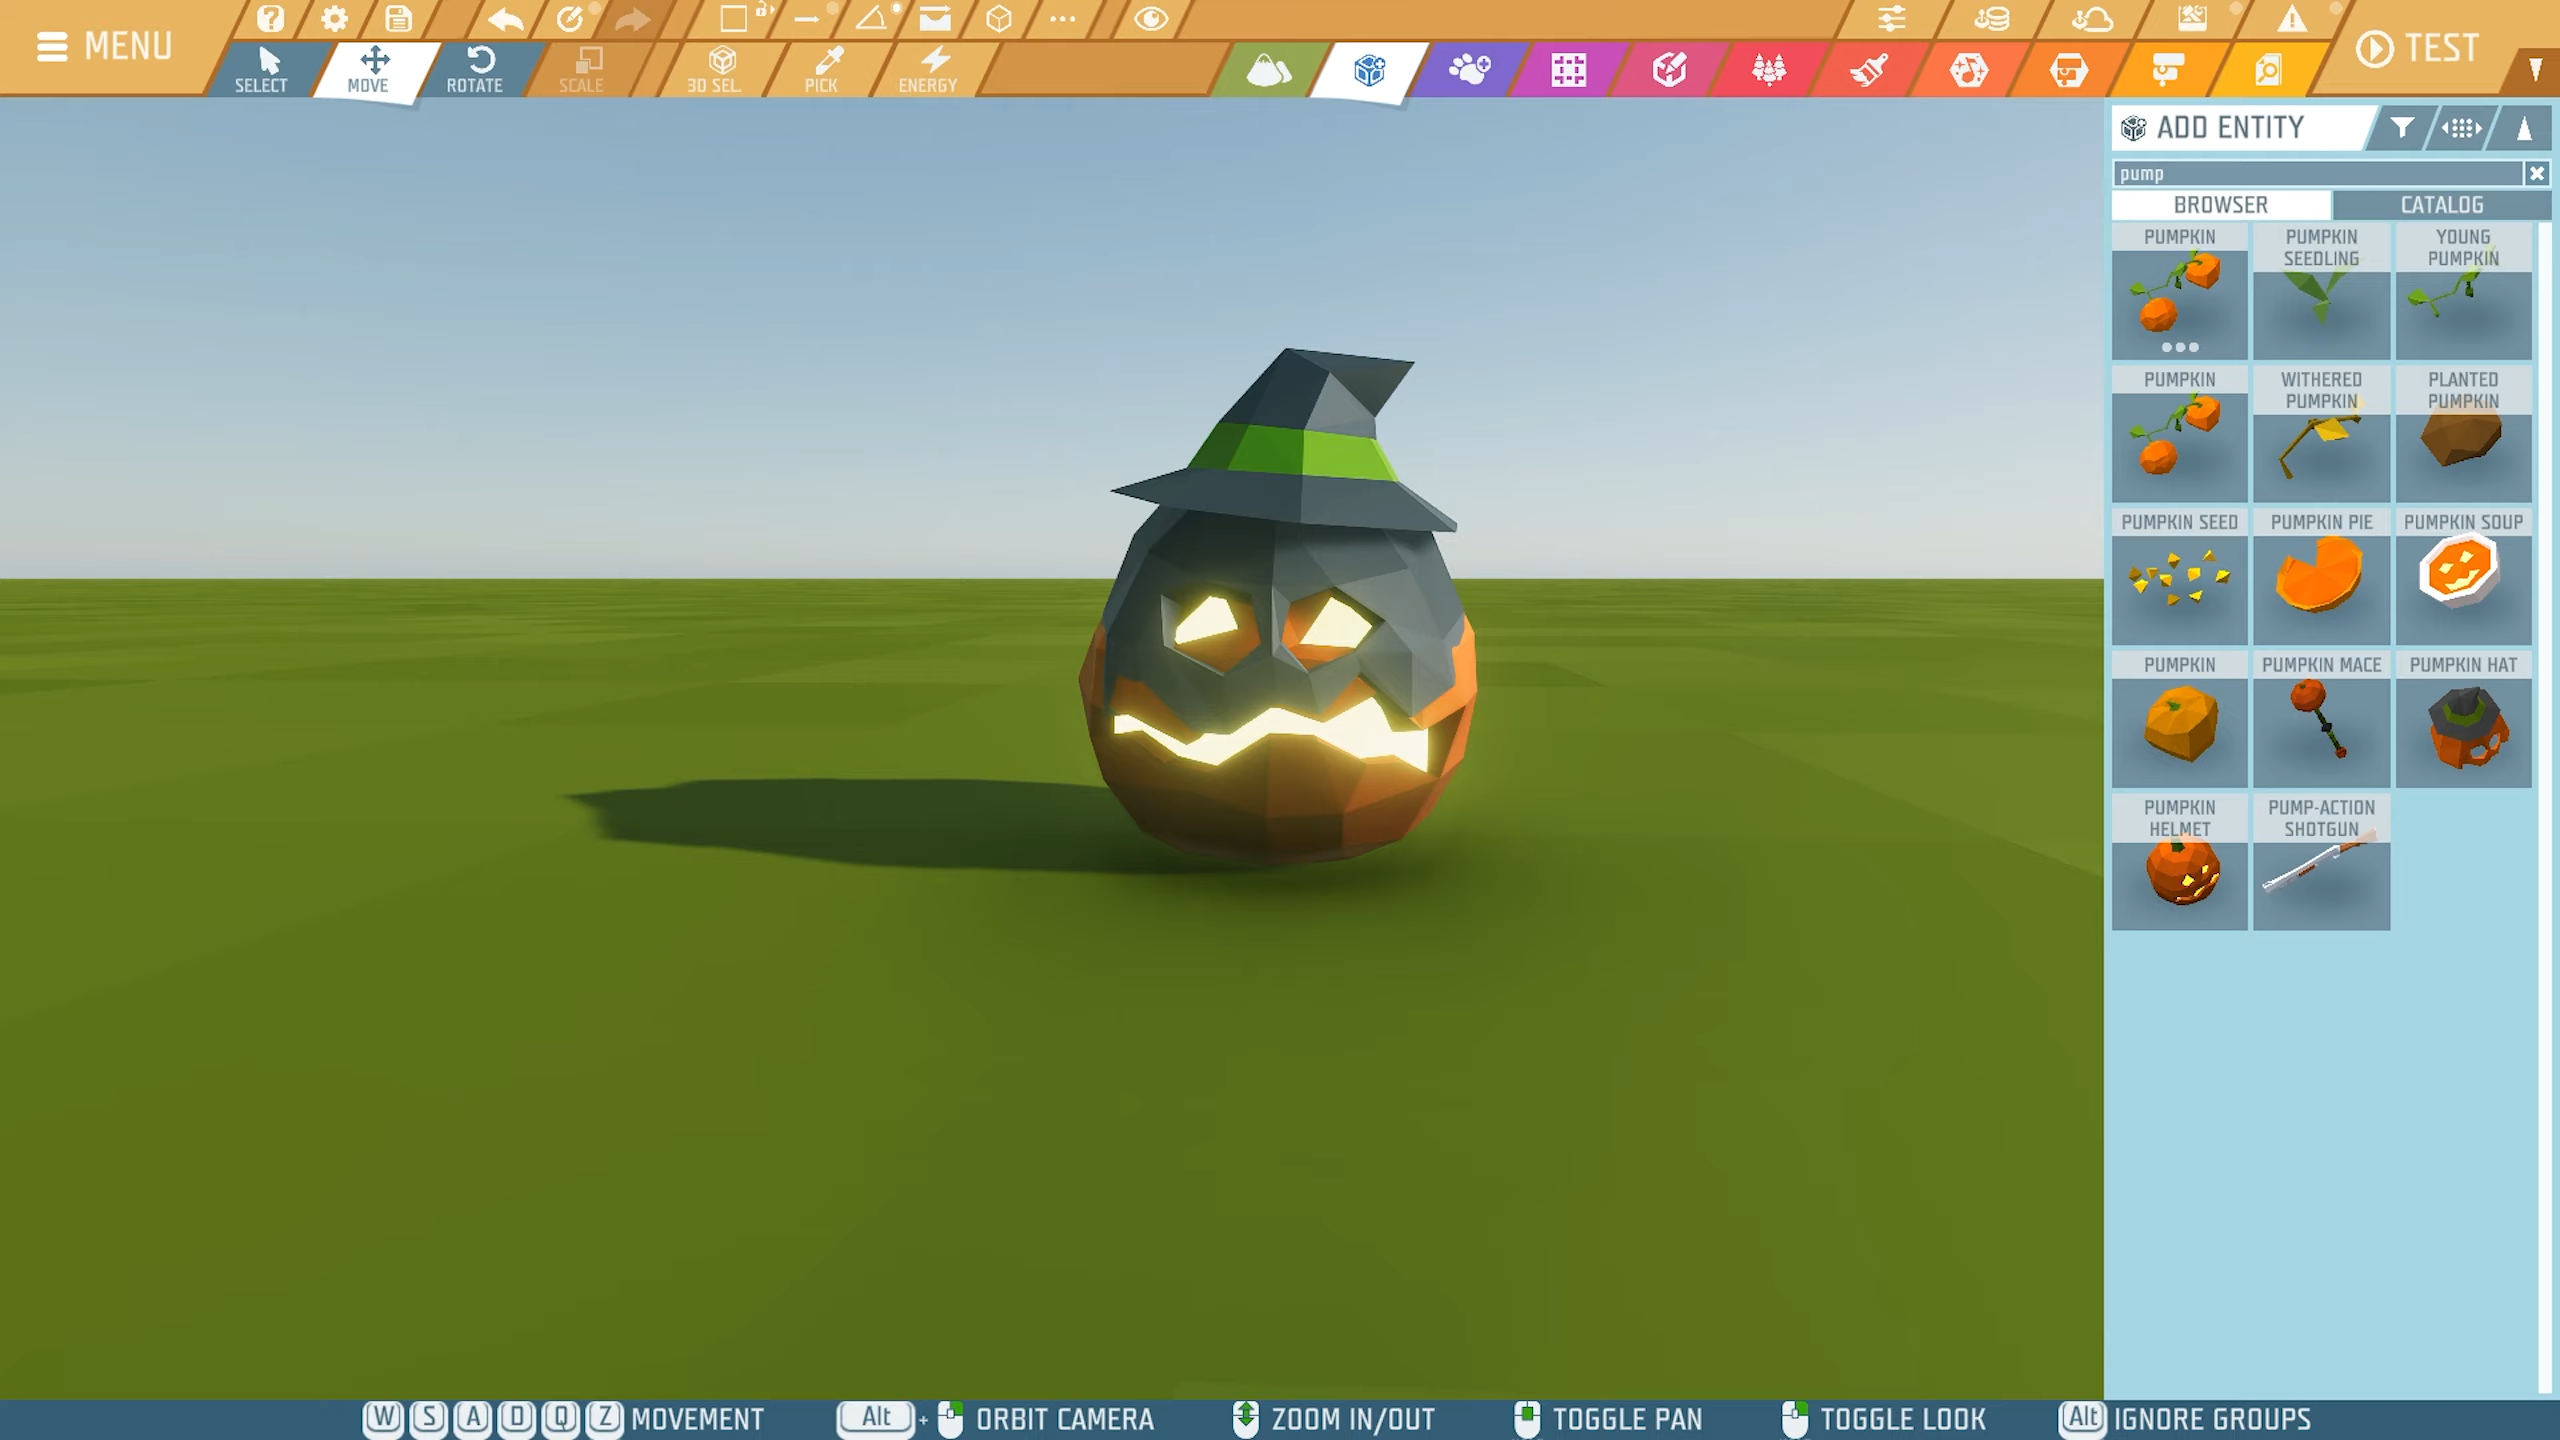 MENU
SELECT
MOVE
ROTATE
SCALE
3D SEL.
PICK
ENERGY
TEST
ADD ENTITY
pump
BROWSER
CATALOG
PUMPKIN
PUMPKIN
SEEDLING
YOUNG
PUMPKIN
PUMPKIN
WITHERED
PUMPKIN
PLANTED
PUMPKIN
PUMPKIN SEED
PUMPKIN PIE
PUMPKIN SOUP
PUMPKIN
PUMPKIN MACE
PUMPKIN HAT
PUMPKIN
HELMET
PUMP-ACTION
SHOTGUN
W S A D Q Z MOVEMENT
Alt + ORBIT CAMERA
ZOOM IN/OUT
TOGGLE PAN
TOGGLE LOOK
Alt IGNORE GROUPS